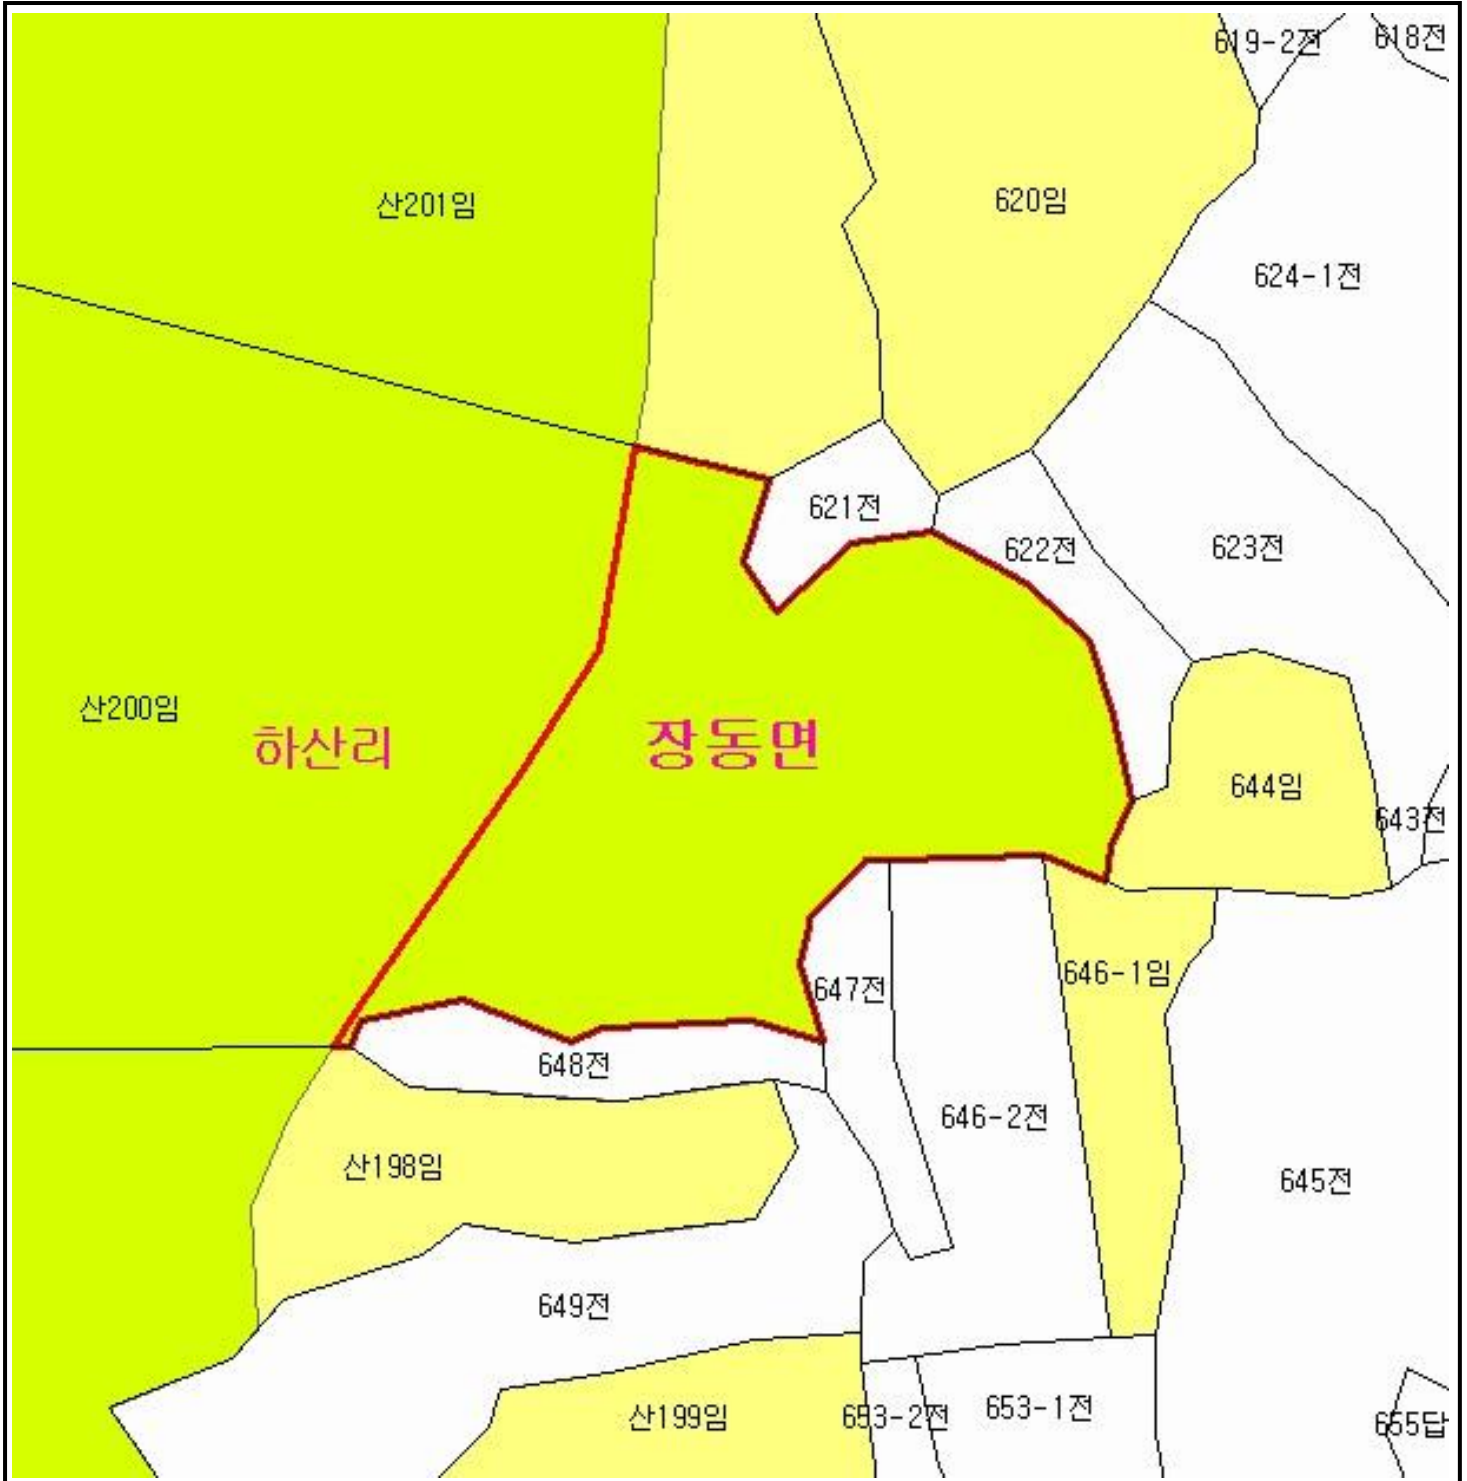 619-2전
618전
산201임
620임
624-1전
621전
622전
623전
산200임
하산리
장동면
644임
643전
647전
646-1임
648전
646-2전
산198임
645전
649전
산199임
653-2전
653-1전
655답